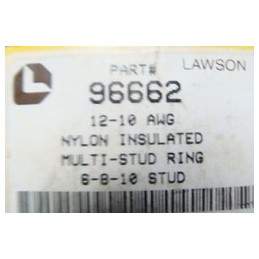 PART# LAWSON
96662
12-10 AWG
NYLON INSULATED
MULTI-STUD RING
6-8-10 STUD